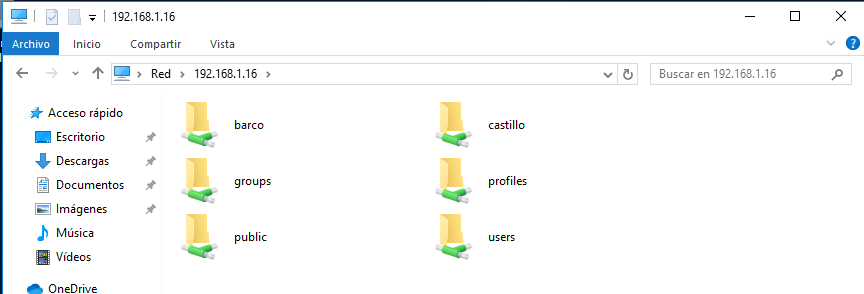 192.168.1.16
Archivo Inicio Compartir Vista
Red 192.168.1.16 Buscar en 192.168.1.16
Acceso rápido
Escritorio
Descargas
Documentos
Imágenes
Música
Vídeos
OneDrive
barco castillo
groups profiles
public users